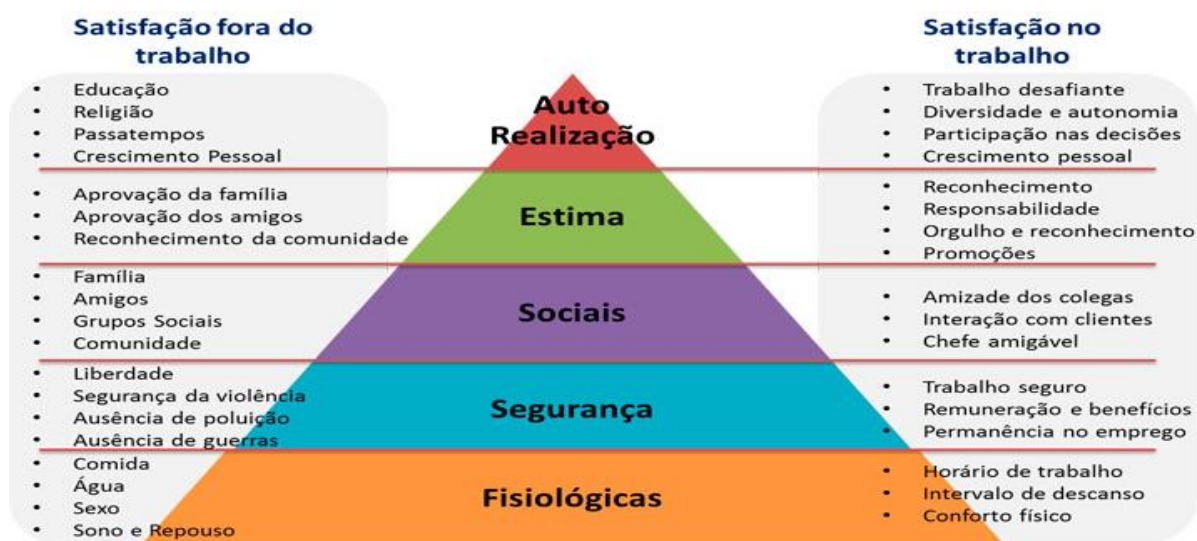 Satisfação fora do
trabalho
• Educação
• Religião
• Passatempos
• Crescimento Pessoal
• Aprovação da família
• Aprovação dos amigos
• Reconhecimento da comunidade
• Família
• Amigos
• Grupos Sociais
• Comunidade
• Liberdade
• Segurança da violência
• Ausência de poluição
• Ausência de guerras
• Comida
• Água
• Sexo
• Sono e Repouso
Auto
Realização
Estima
Sociais
Segurança
Fisiológicas
Satisfação no
trabalho
• Trabalho desafiante
• Diversidade e autonomia
• Participação nas decisões
• Crescimento pessoal
• Reconhecimento
• Responsabilidade
• Orgulho e reconhecimento
• Promoções
• Amizade dos colegas
• Interação com clientes
• Chefe amigável
• Trabalho seguro
• Remuneração e benefícios
• Permanência no emprego
• Horário de trabalho
• Intervalo de descanso
• Conforto físico